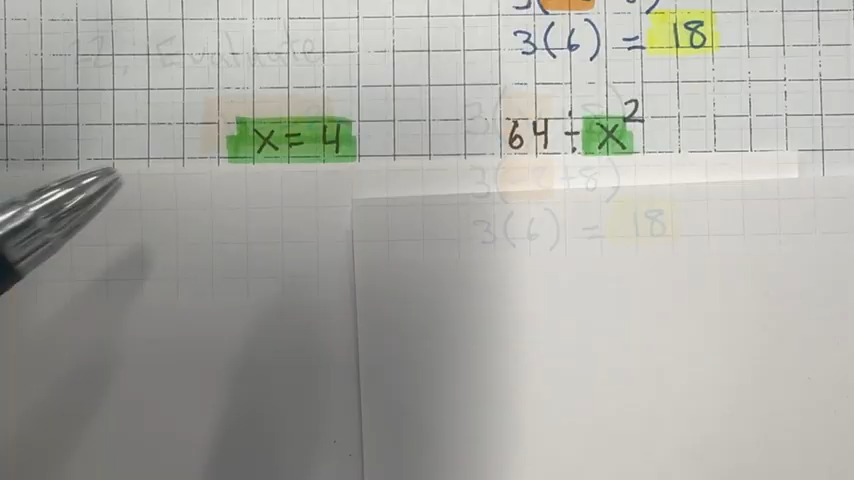 3(6) = 18
x = 4 64 ÷ x²